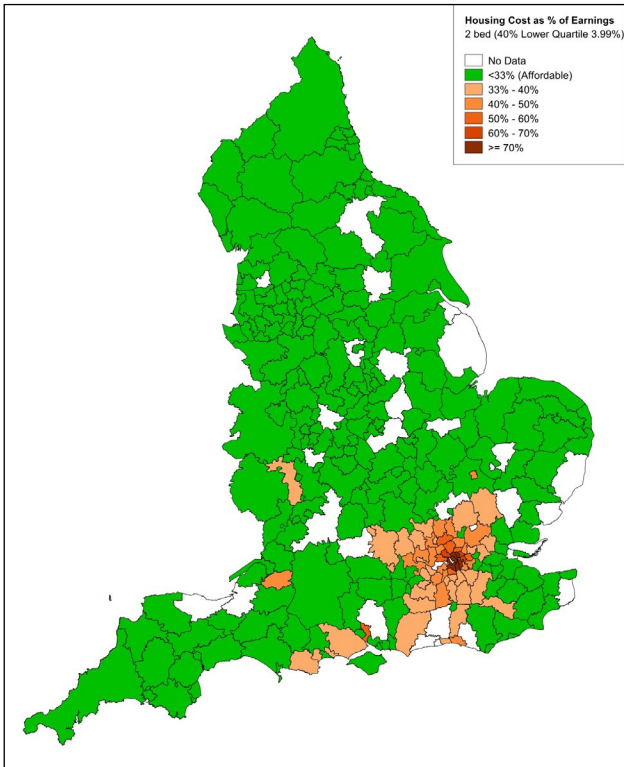 Housing Cost as % of Earnings
2 bed (40% Lower Quartile 3.99%)
No Data
<33% (Affordable)
33% - 40%
40% - 50%
50% - 60%
60% - 70%
>= 70%